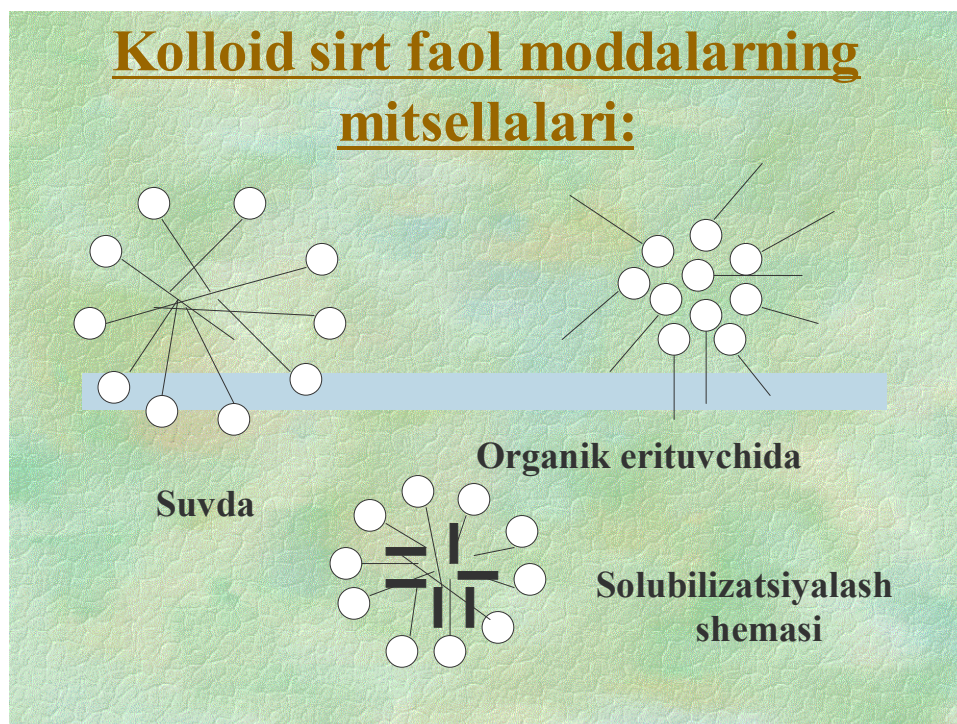 Kolloid sirt faol moddalarning
mitsellalari:
Organik erituvchida
Suvda
Solubilizatsiyalash
shemasi